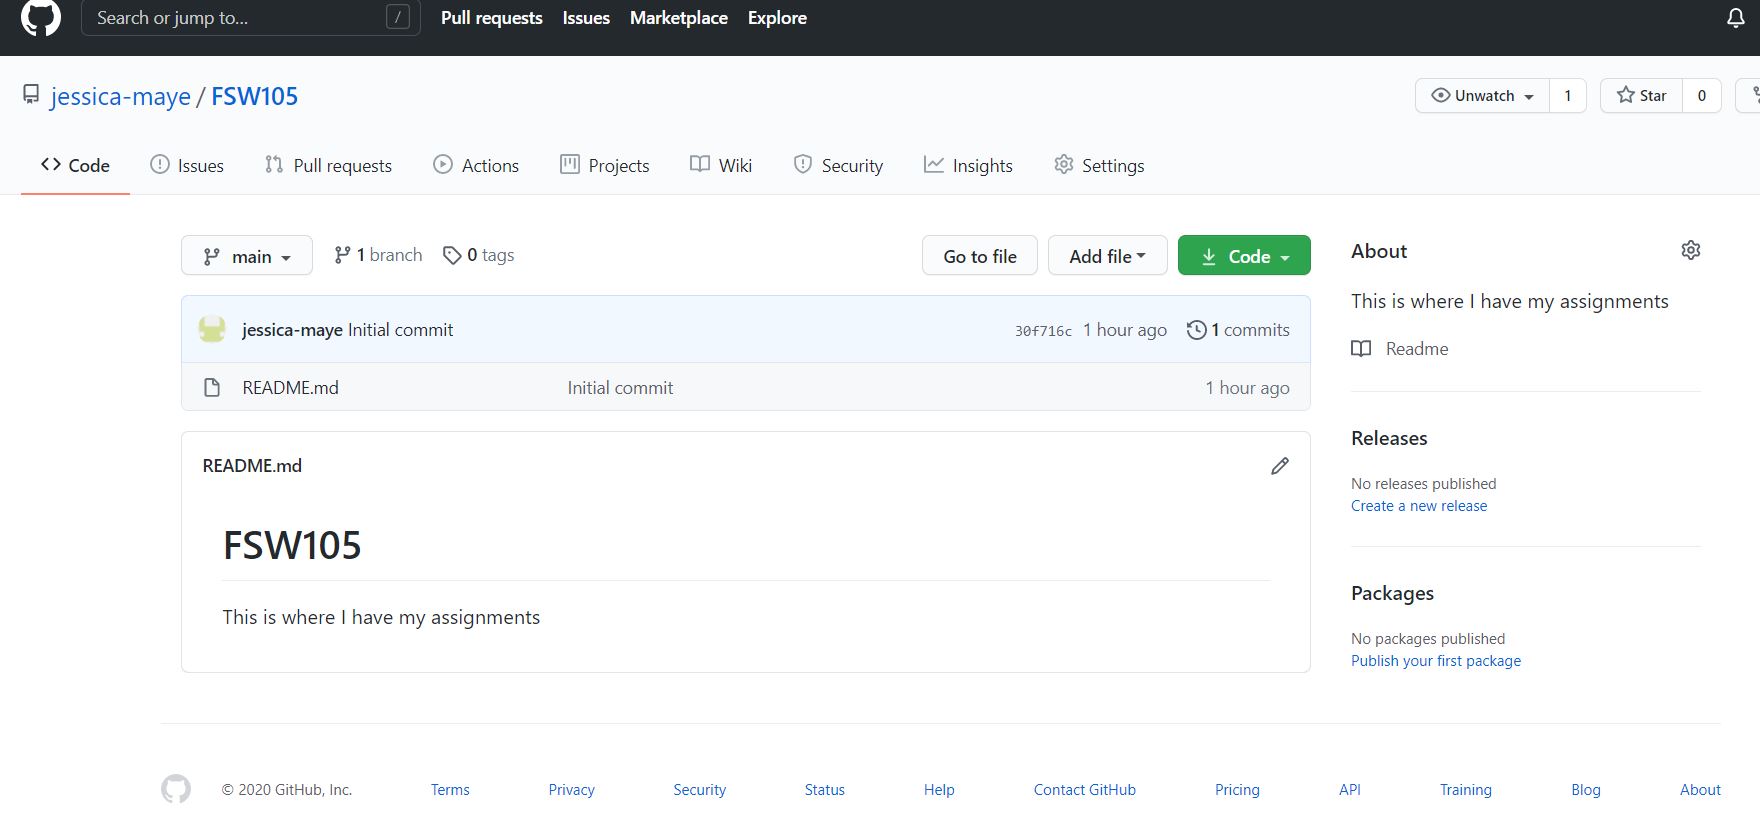 Search or jump to... /
Pull requests Issues Marketplace Explore
jessica-maye / FSW105
Unwatch 1 Star 0
Code Issues Pull requests Actions Projects Wiki Security Insights Settings
main 1 branch 0 tags
Go to file Add file Code
jessica-maye Initial commit 30f716c 1 hour ago 1 commits
README.md Initial commit 1 hour ago
README.md
FSW105
This is where I have my assignments
About
This is where I have my assignments
Readme
Releases
No releases published
Create a new release
Packages
No packages published
Publish your first package
© 2020 GitHub, Inc. Terms Privacy Security Status Help Contact GitHub Pricing API Training Blog About